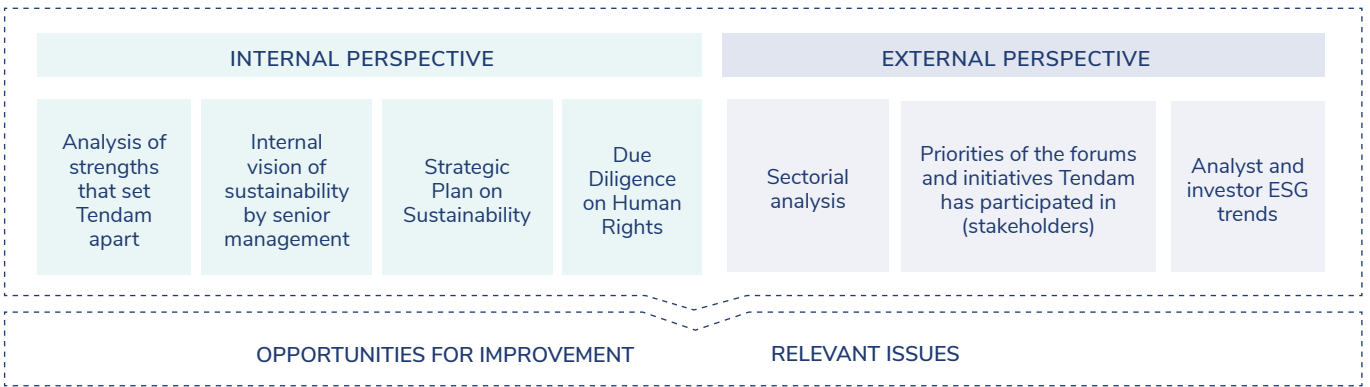 INTERNAL PERSPECTIVE
EXTERNAL PERSPECTIVE
Analysis of
strengths
that set
Tendam
apart
Internal
vision of
sustainability
by senior
management
Strategic
Plan on
Sustainability
Due
Diligence
on Human
Rights
Sectorial
analysis
Priorities of the forums
and initiatives Tendam
has participated in
(stakeholders)
Analyst and
investor ESG
trends
OPPORTUNITIES FOR IMPROVEMENT
RELEVANT ISSUES